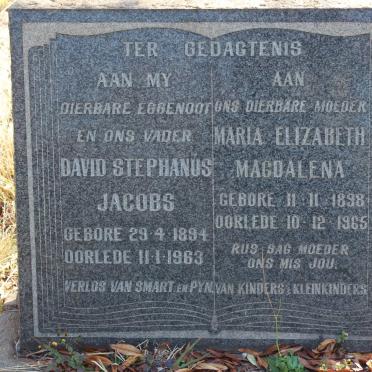 TER GEDAGTENIS
AAN MY
DIERBARE EGGENOOT
EN ONS VADER
DAVID STEPHANUS
JACOBS
GEBORE 29·4·1894
OORLEDE 11·1·1963
VERLOS VAN SMART EN PYN.
AAN
ONS DIERBARE MOEDER
MARIA ELIZABETH
MAGDALENA
GEBORE 11·11·1898
OORLEDE 10·12·1965
RUS SAG MOEDER
ONS MIS JOU.
VAN KINDERS & KLEINKINDERS